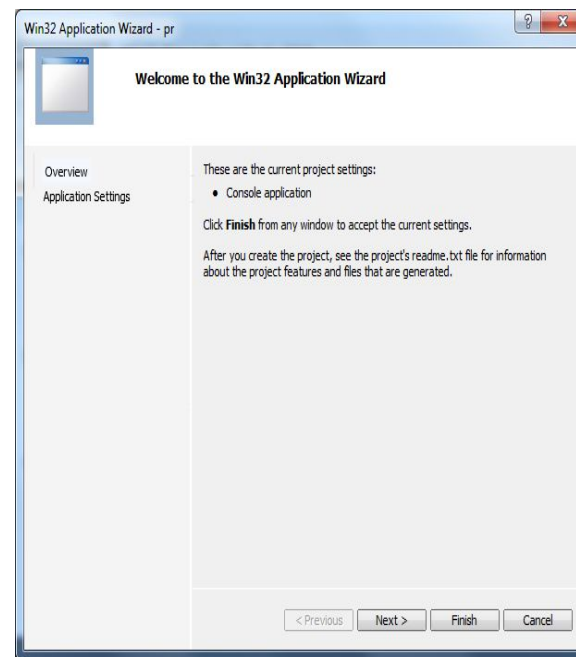 Win32 Application Wizard - pr
Welcome to the Win32 Application Wizard
Overview
Application Settings
These are the current project settings:
• Console application
Click Finish from any window to accept the current settings.
After you create the project, see the project's readme.txt file for information
about the project features and files that are generated.
< Previous
Next >
Finish
Cancel